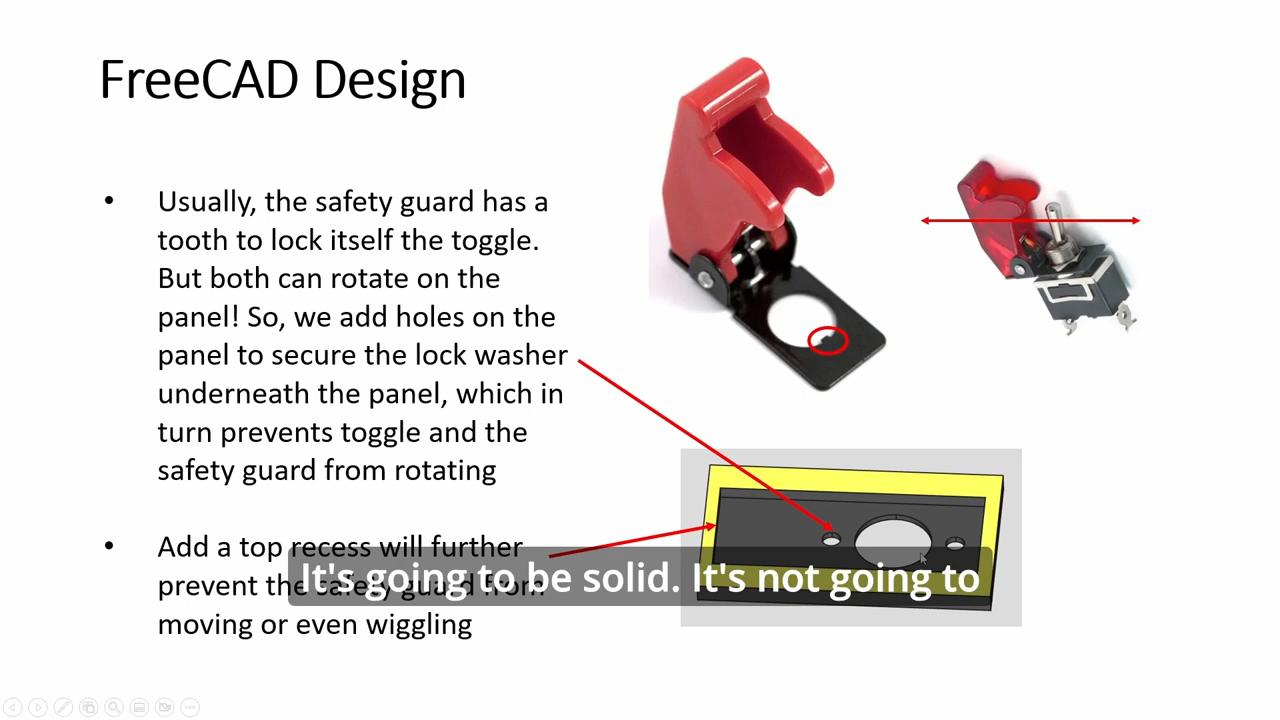 FreeCAD Design
• Usually, the safety guard has a
tooth to lock itself the toggle.
But both can rotate on the
panel! So, we add holes on the
panel to secure the lock washer
underneath the panel, which in
turn prevents toggle and the
safety guard from rotating
• Add a top recess will further
prevent the safety guard from
moving or even wiggling
It's going to be solid. It's not going to